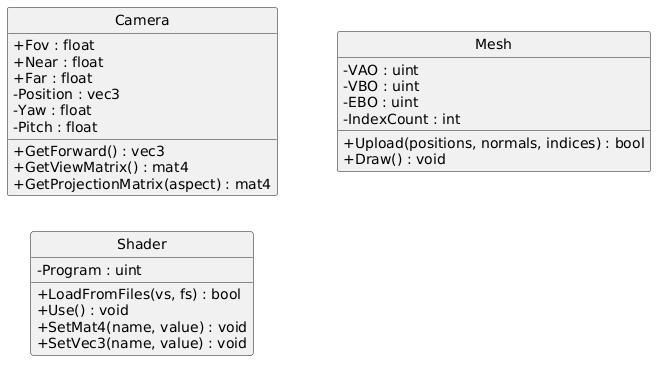 Camera
+Fov : float
+Near : float
+Far : float
-Position : vec3
-Yaw : float
-Pitch : float
+GetForward() : vec3
+GetViewMatrix() : mat4
+GetProjectionMatrix(aspect) : mat4
Mesh
-VAO : uint
-VBO : uint
-EBO : uint
-IndexCount : int
+Upload(positions, normals, indices) : bool
+Draw() : void
Shader
-Program : uint
+LoadFromFiles(vs, fs) : bool
+Use() : void
+SetMat4(name, value) : void
+SetVec3(name, value) : void